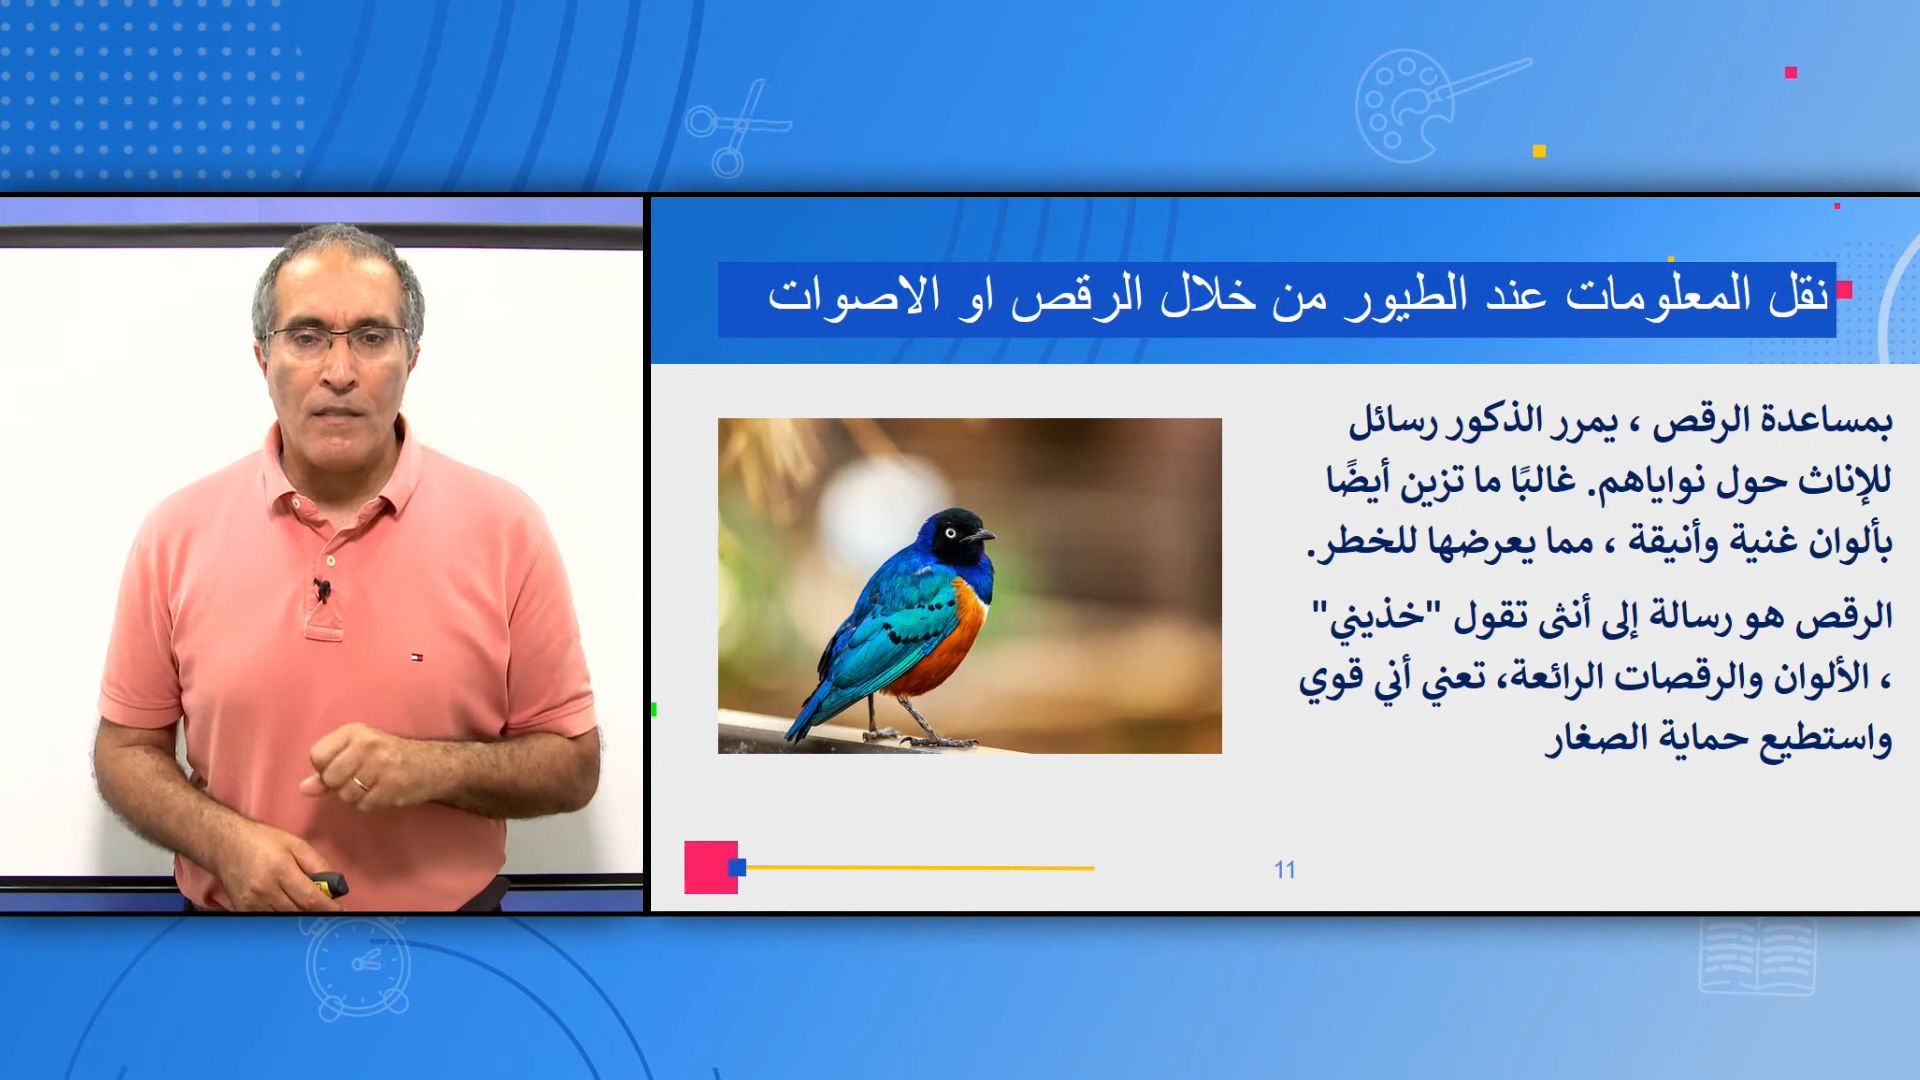 نقل المعلومات عند الطيور من خلال الرقص او الاصوات
بمساعدة الرقص ، يمرر الذكور رسائل
للإناث حول نواياهم. غالبًا ما تزين أيضًا
بألوان غنية وأنيقة ، مما يعرضها للخطر.
الرقص هو رسالة إلى أنثى تقول "خذيني"
، الألوان والرقصات الرائعة، تعني أني قوي
واستطيع حماية الصغار
11